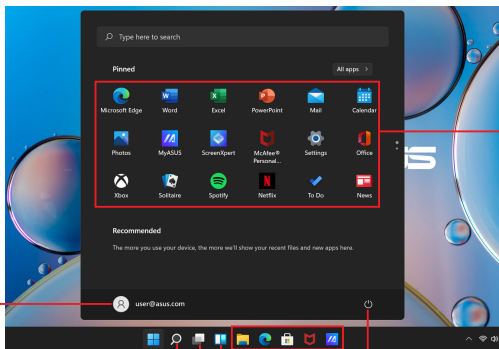 Type here to search
Pinned
All apps >
Microsoft Edge
Word
Excel
PowerPoint
Mail
Calendar
Photos
MyASUS
ScreenXpert
McAfee®
Personal...
Settings
Office
Xbox
Solitaire
Spotify
Netflix
To Do
News
Recommended
The more you use your device, the more we'll show your recent files and new apps here.
user@asus.com